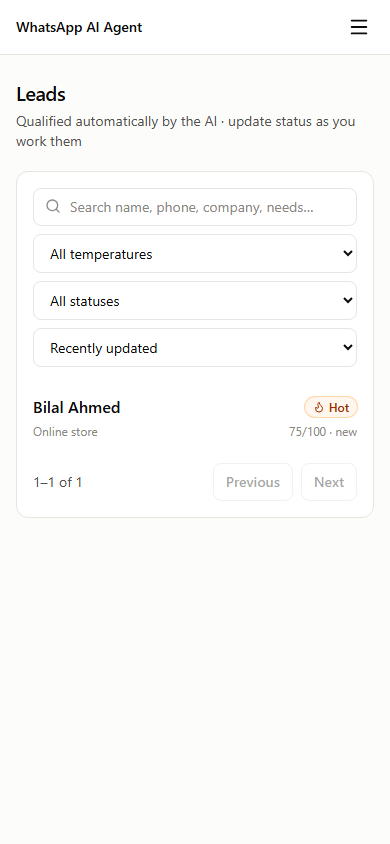 WhatsApp AI Agent
Leads
Qualified automatically by the AI · update status as you
work them
Search name, phone, company, needs...
All temperatures
All statuses
Recently updated
Bilal Ahmed
Hot
Online store
75/100 · new
1–1 of 1
Previous
Next